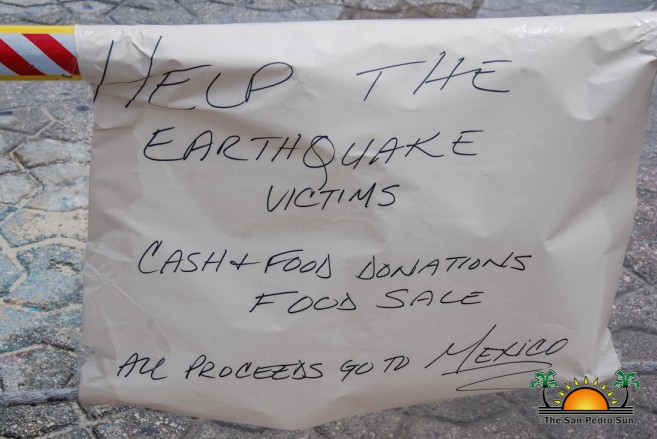 HELP THE
EARTHQUAKE
VICTIMS
CASH + FOOD DONATIONS
FOOD SALE
ALL PROCEEDS GO TO MEXICO
The San Pedro Sun